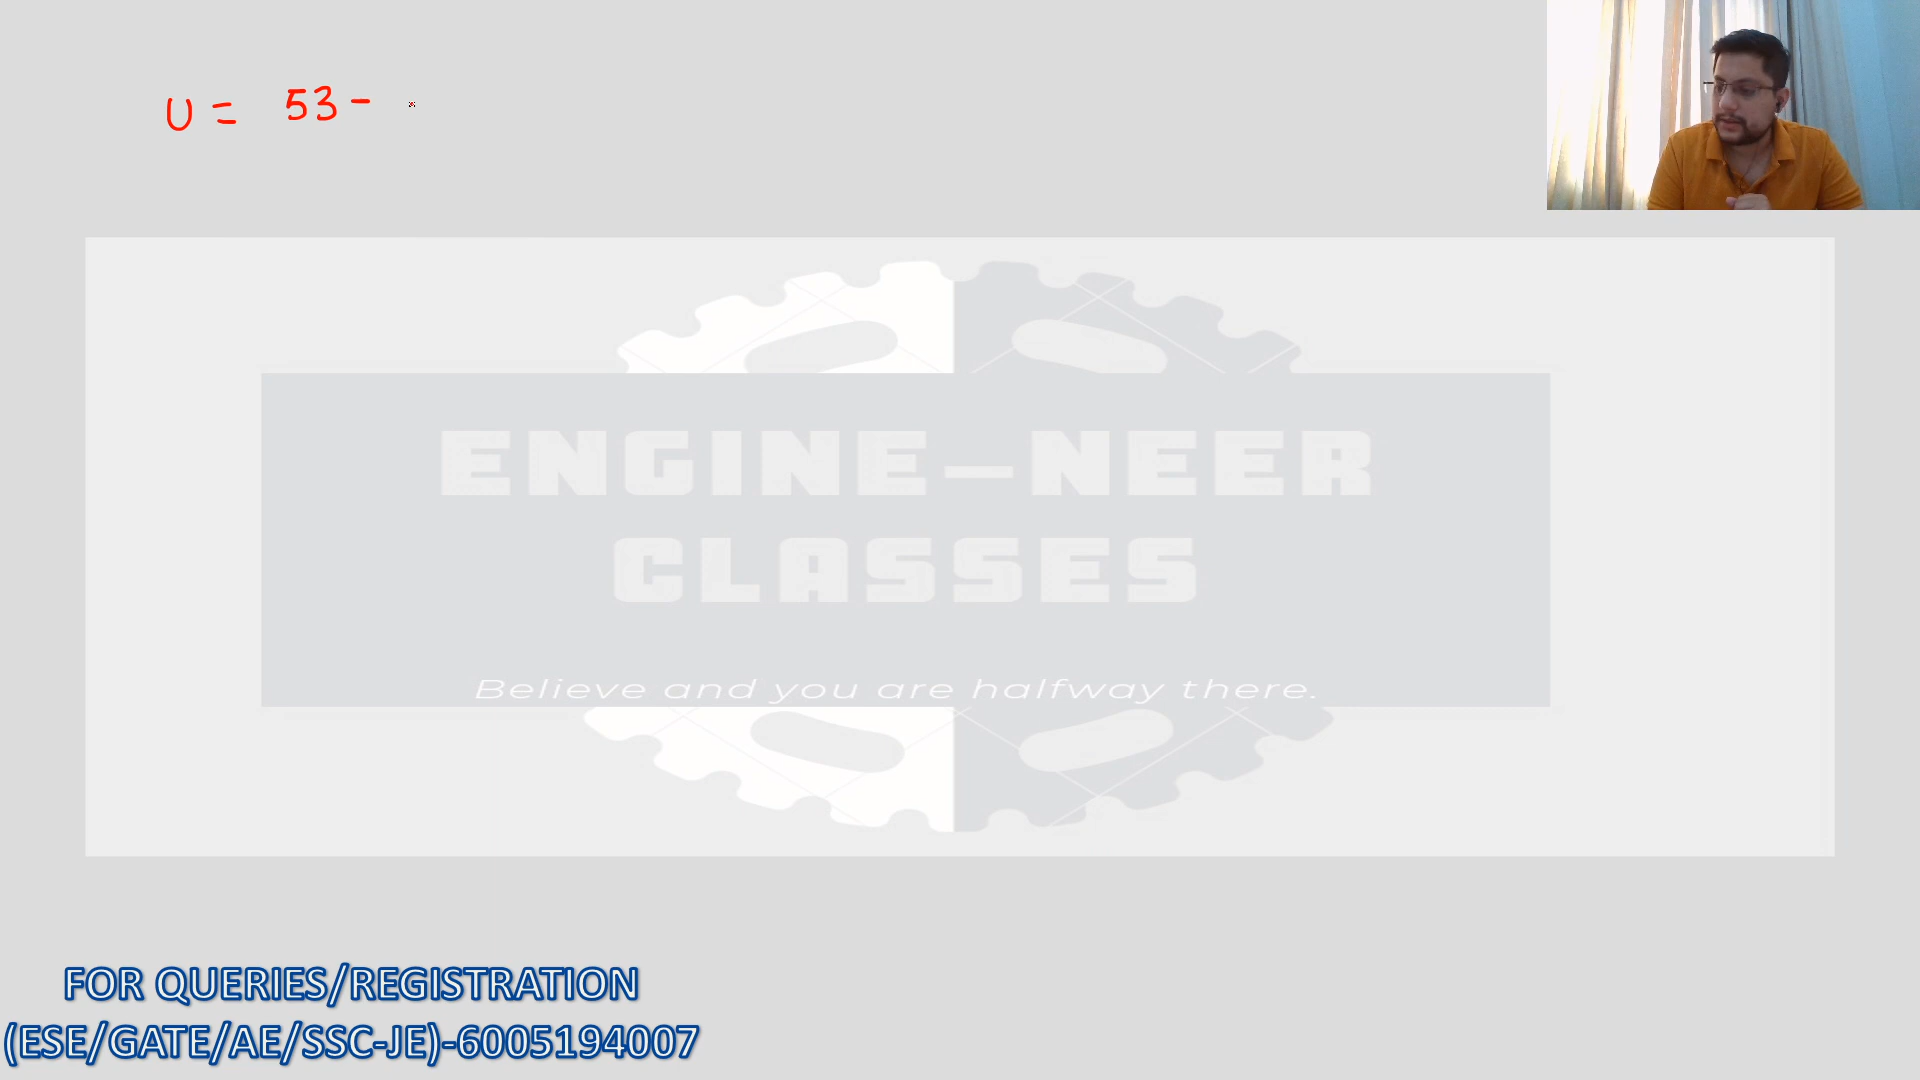 U = 53 -
ENGINE-NEER
CLASSES
Believe and you are halfway there.
FOR QUERIES/REGISTRATION
(ESE/GATE/AE/SSC-JE)-6005194007